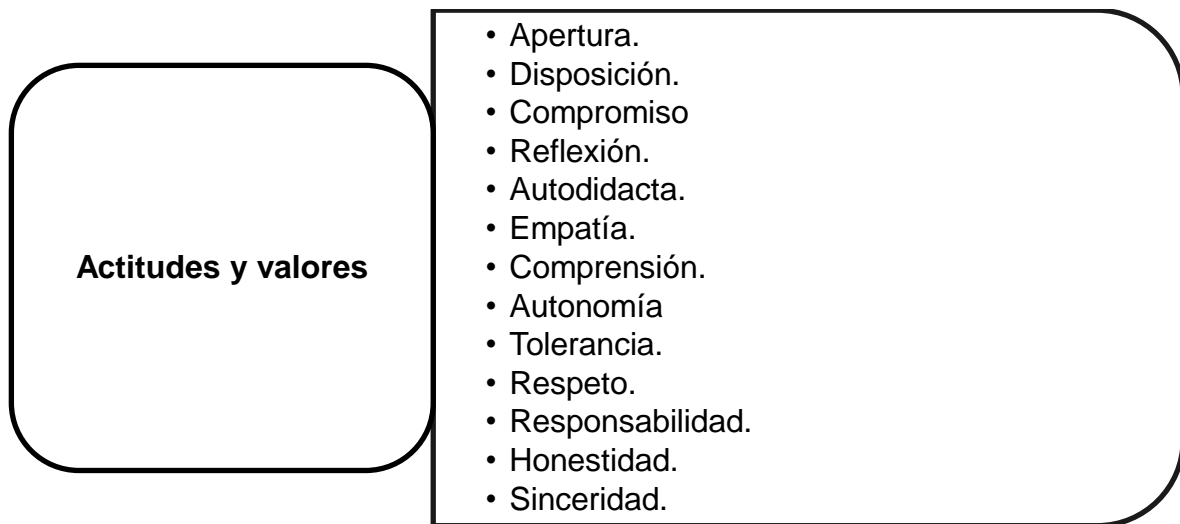 Actitudes y valores
• Apertura.
• Disposición.
• Compromiso
• Reflexión.
• Autodidacta.
• Empatía.
• Comprensión.
• Autonomía
• Tolerancia.
• Respeto.
• Responsabilidad.
• Honestidad.
• Sinceridad.